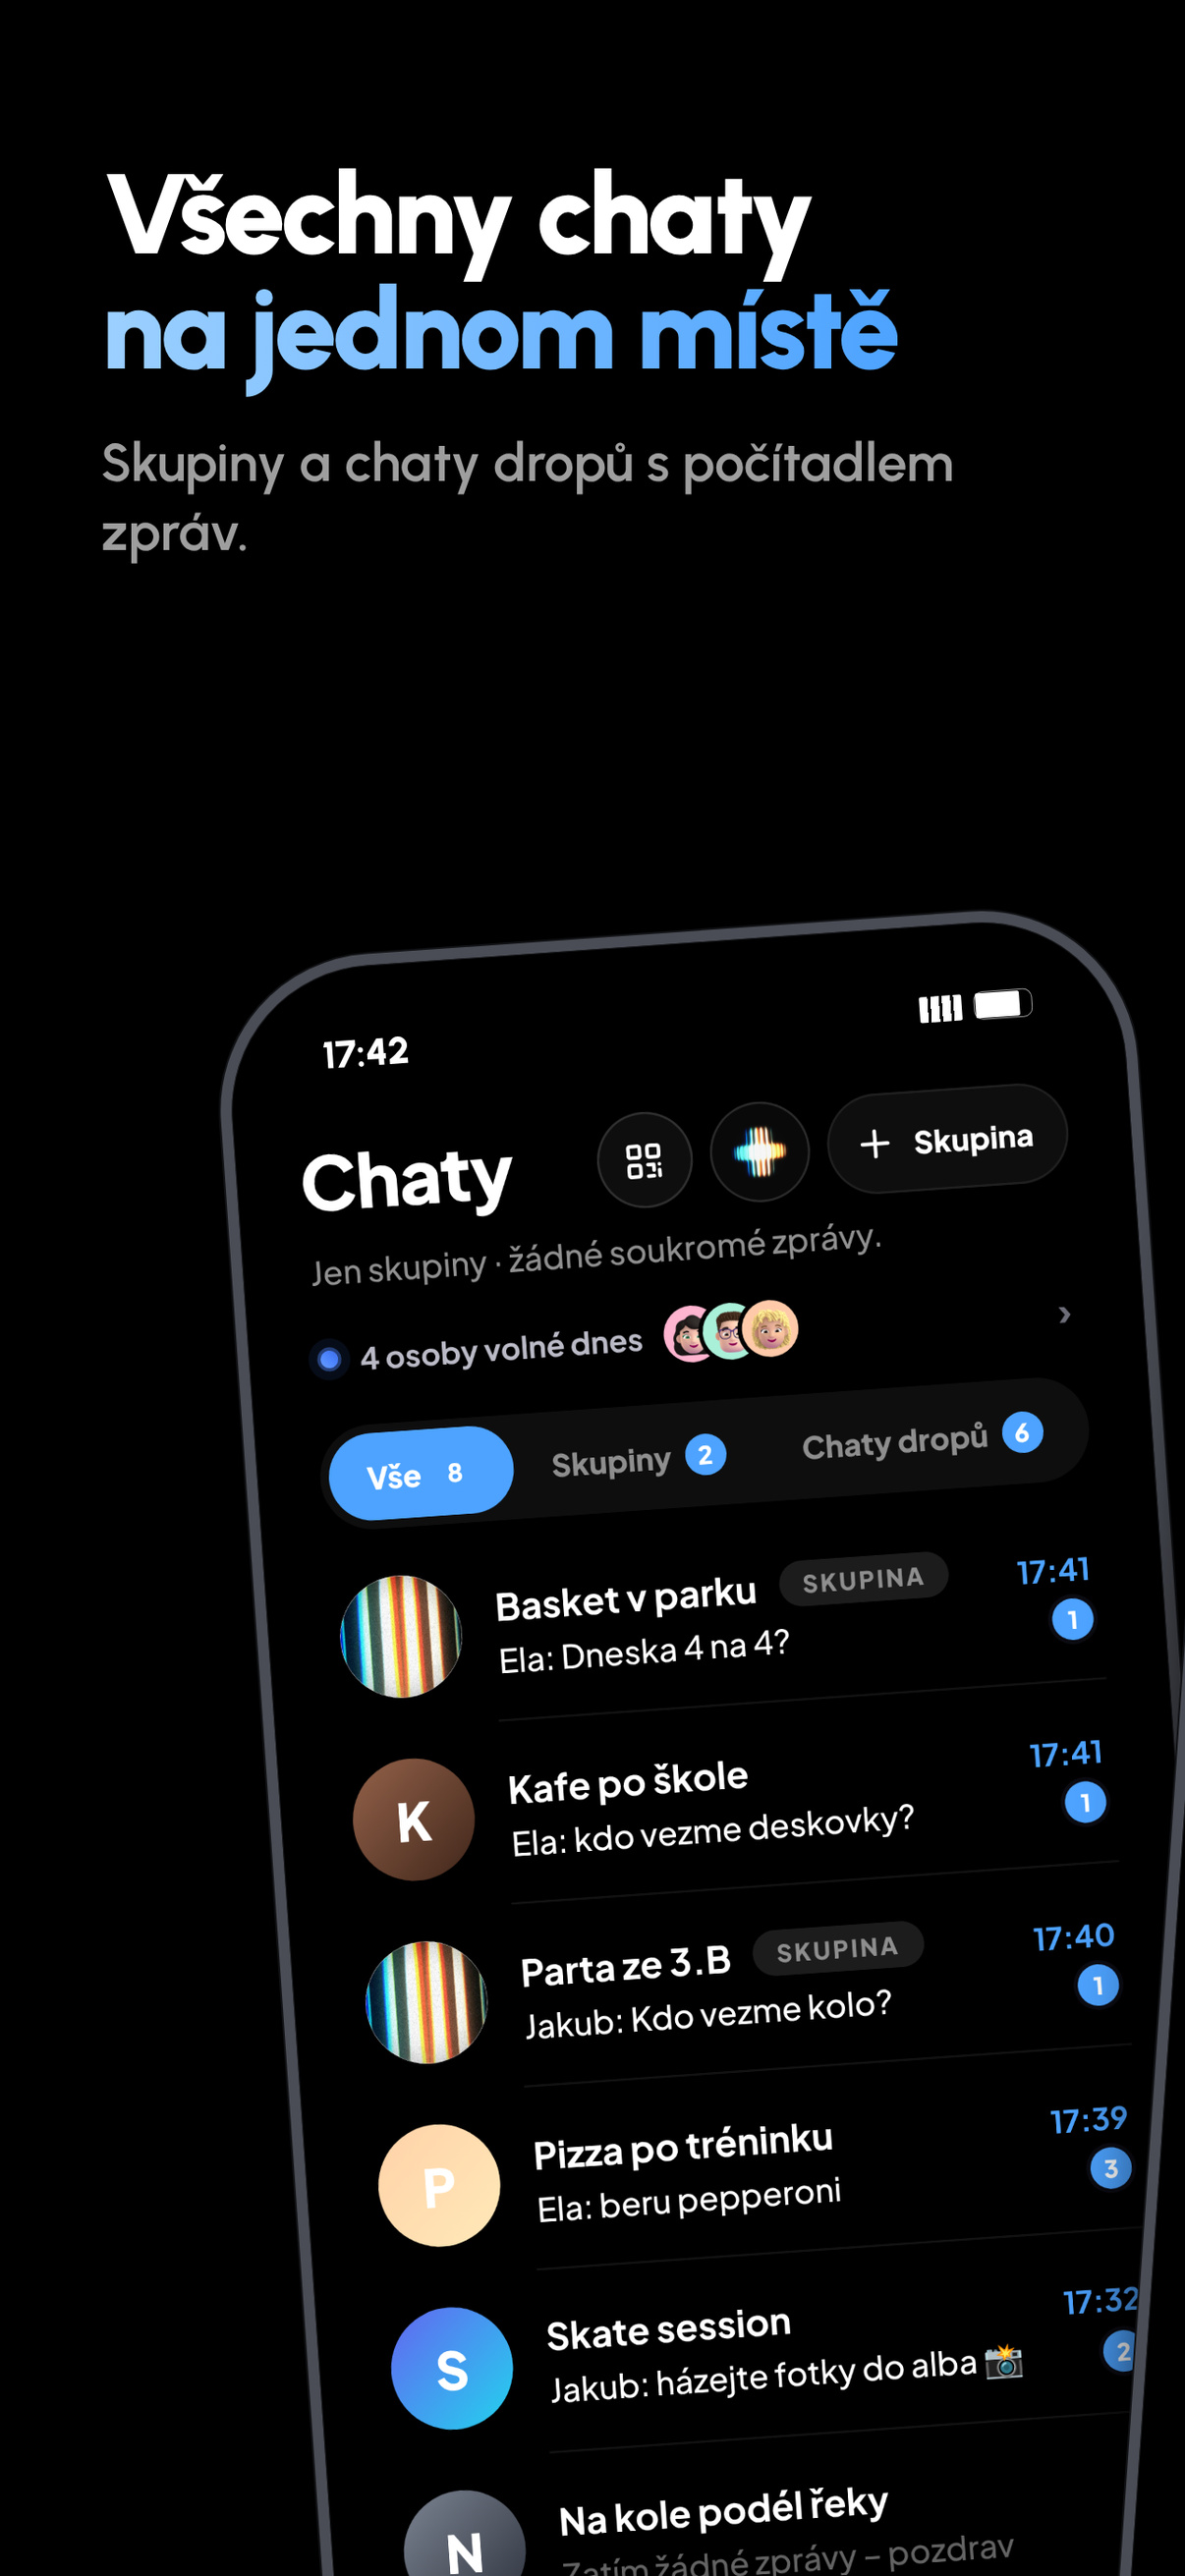 Všechny chaty
na jednom místě
Skupiny a chaty dropů s počítadlem
zpráv.
17:42
Chaty
+ Skupina
Jen skupiny · žádné soukromé zprávy.
4 osoby volné dnes ›
Vše 8 Skupiny 2 Chaty dropů 6
Basket v parku SKUPINA 17:41
Ela: Dneska 4 na 4? 1
Kafe po škole 17:41
Ela: kdo vezme deskovky? 1
K
Parta ze 3.B SKUPINA 17:40
Jakub: Kdo vezme kolo? 1
Pizza po tréninku 17:39
P
Ela: beru pepperoni 3
Skate session 17:32
S
Jakub: házejte fotky do alba 📸 2
Na kole podél řeky
N
Zatím žádné zprávy – pozdrav